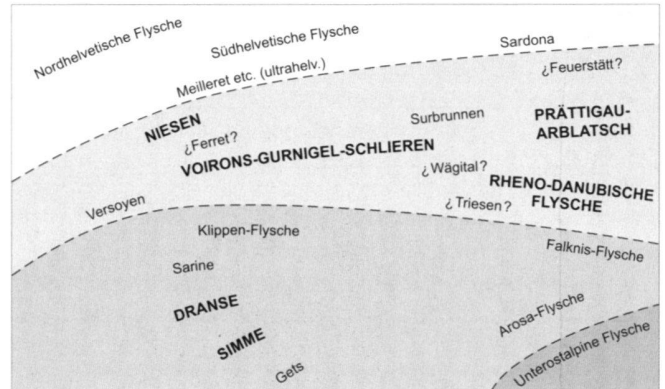 Nordhelvetische Flysche
Südhelvetische Flysche
Sardona
Meilleret etc. (ultrahelv.)
¿Feuerstätt?
NIESEN
¿Ferret?
Surbrunnen
PRÄTTIGAU-
ARBLATSCH
VOIRONS-GURNIGEL-SCHLIEREN
¿Wägital?
RHENO-DANUBISCHE
FLYSCHE
¿Triesen?
Versoyen
Klippen-Flysche
Falknis-Flysche
Sarine
DRANSE
Arosa-Flysche
SIMME
Unterostalpine Flysche
Gets